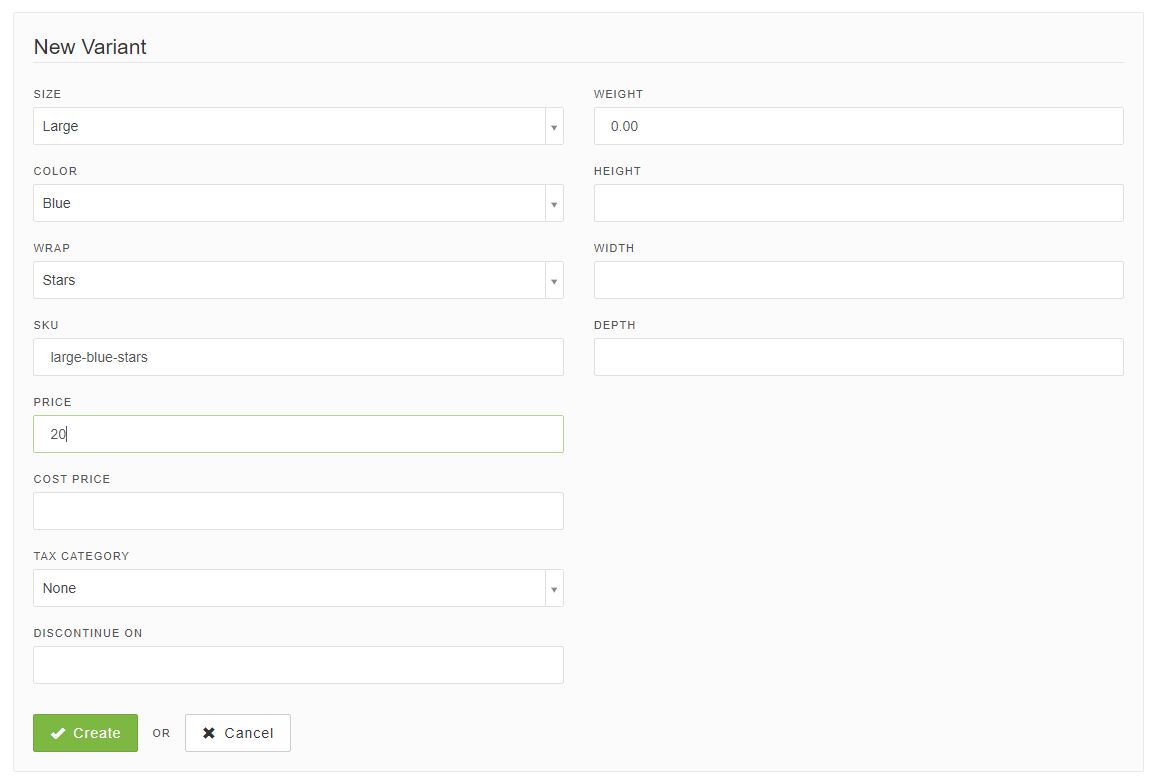 New Variant
SIZE
Large
COLOR
Blue
WRAP
Stars
SKU
large-blue-stars
PRICE
20
COST PRICE
TAX CATEGORY
None
DISCONTINUE ON
WEIGHT
0.00
HEIGHT
WIDTH
DEPTH
Create OR Cancel